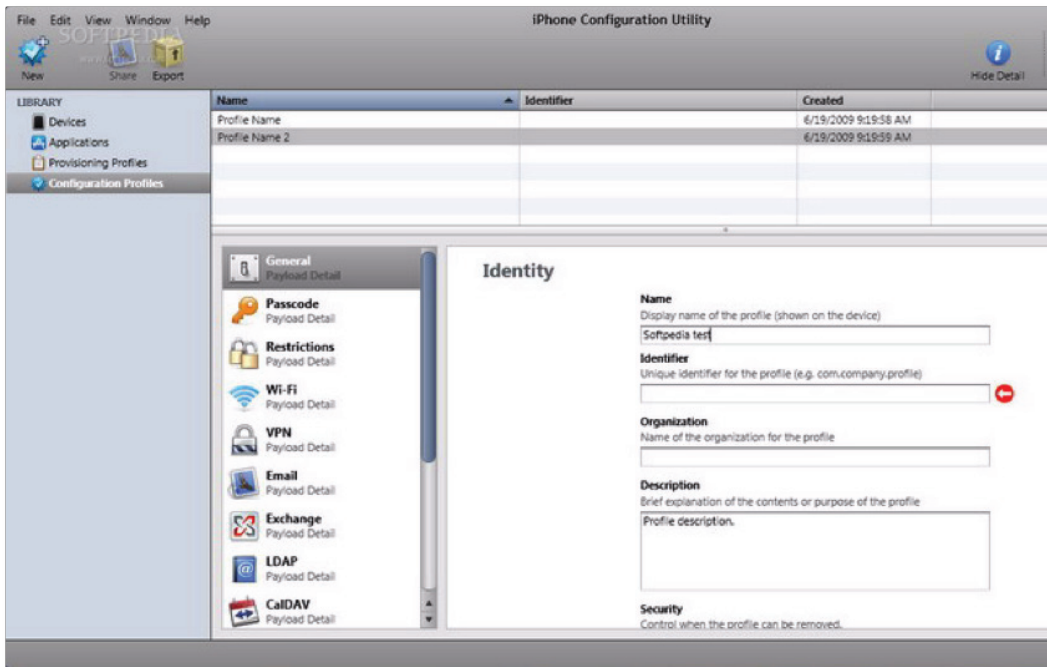 File Edit View Window Help
iPhone Configuration Utility
SOFTPEDIA
New
Share
Export
Hide Detail
LIBRARY
Devices
Applications
Provisioning Profiles
Configuration Profiles
Name Identifier Created
Profile Name 6/19/2009 9:19:58 AM
Profile Name 2 6/19/2009 9:19:59 AM
General
Payload Detail
Passcode
Payload Detail
Restrictions
Payload Detail
Wi-Fi
Payload Detail
VPN
Payload Detail
Email
Payload Detail
Exchange
Payload Detail
LDAP
Payload Detail
CalDAV
Payload Detail
Identity
Name
Display name of the profile (shown on the device)
Softpedia test
Identifier
Unique identifier for the profile (e.g. com.company.profile)
Organization
Name of the organization for the profile
Description
Brief explanation of the contents or purpose of the profile
Profile description.
Security
Control when the profile can be removed.